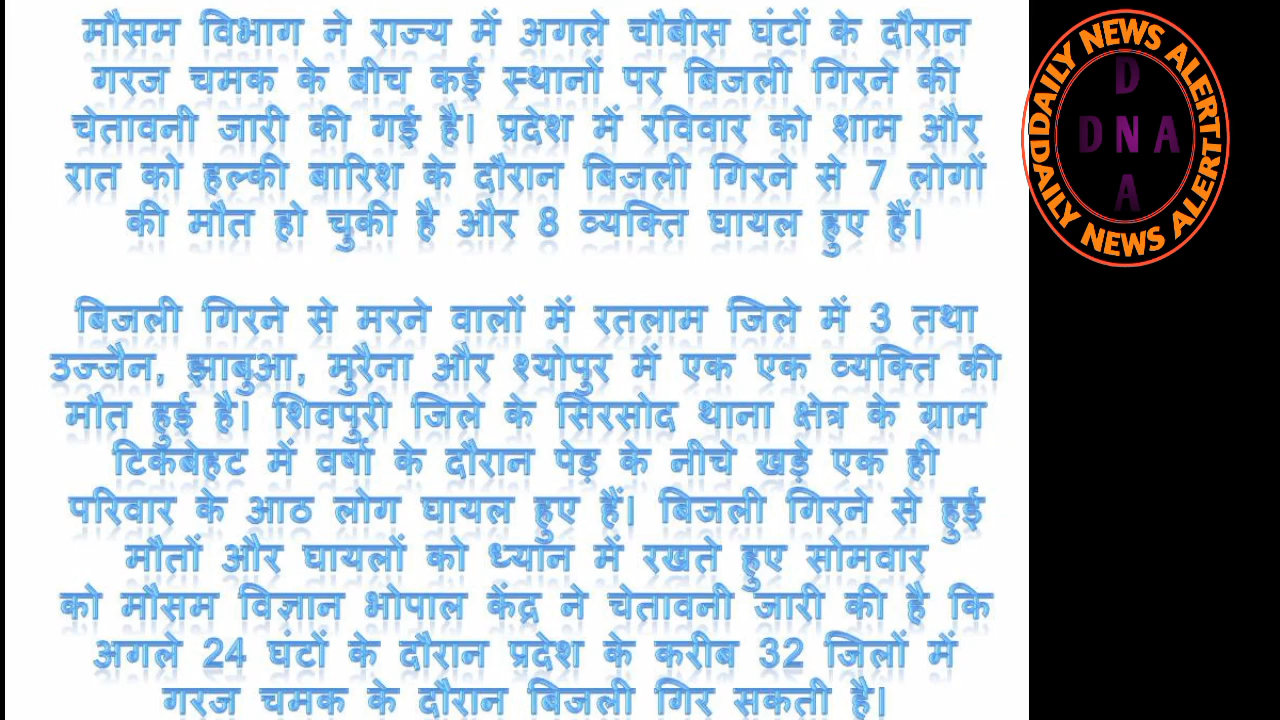 मौसम विभाग ने राज्य में अगले चौबीस घंटों के दौरान
गरज चमक के बीच कई स्थानों पर बिजली गिरने की
चेतावनी जारी की गई है। प्रदेश में रविवार को शाम और
रात को हल्की बारिश के दौरान बिजली गिरने से 7 लोगों
की मौत हो चुकी है और 8 व्यक्ति घायल हुए हैं।
बिजली गिरने से मरने वालों में रतलाम जिले में 3 तथा
उज्जैन, झाबुआ, मुरैना और श्योपुर में एक एक व्यक्ति की
मौत हुई है। शिवपुरी जिले के सिरसोद थाना क्षेत्र के ग्राम
टिकैबेहट में वर्षा के दौरान पेड़ के नीचे खड़े एक ही
परिवार के आठ लोग घायल हुए हैं। बिजली गिरने से हुई
मौतों और घायलों को ध्यान में रखते हुए सोमवार
को मौसम विज्ञान भोपाल केंद्र ने चेतावनी जारी की है कि
अगले 24 घंटों के दौरान प्रदेश के करीब 32 जिलों में
गरज चमक के दौरान बिजली गिर सकती है।
DAILY NEWS ALERT
D
D N A
A
DAILY NEWS ALERT